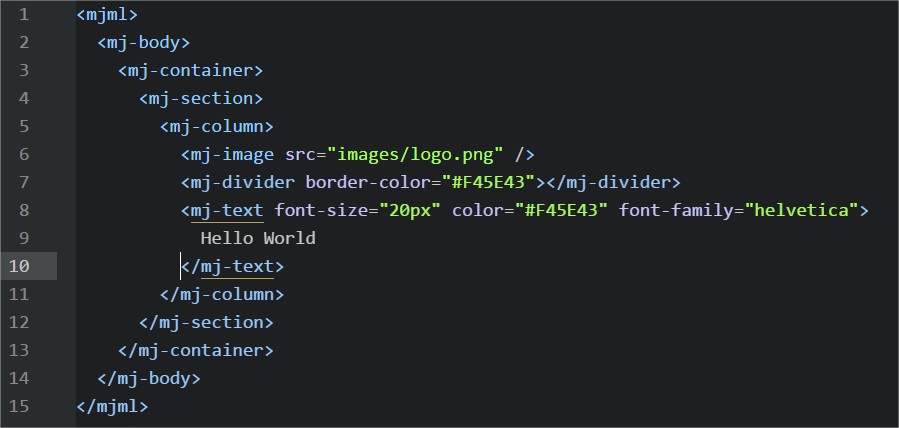 1 <mjml>
2 <mj-body>
3 <mj-container>
4 <mj-section>
5 <mj-column>
6 <mj-image src="images/logo.png" />
7 <mj-divider border-color="#F45E43"></mj-divider>
8 <mj-text font-size="20px" color="#F45E43" font-family="helvetica">
9 Hello World
10 </mj-text>
11 </mj-column>
12 </mj-section>
13 </mj-container>
14 </mj-body>
15 </mjml>